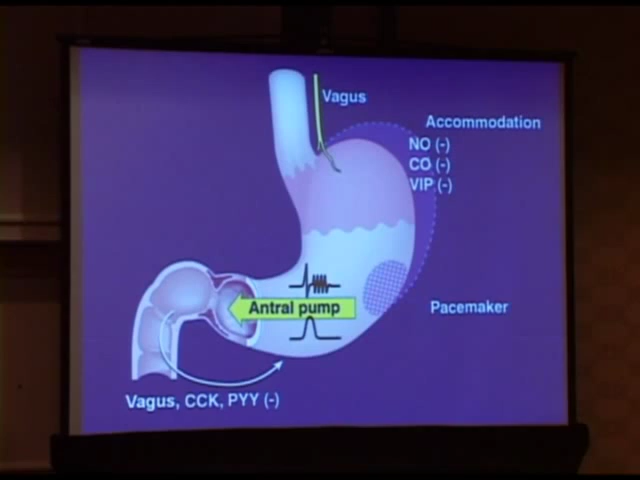 Vagus
Accommodation
NO (-)
CO (-)
VIP (-)
Antral pump
Pacemaker
Vagus, CCK, PYY (-)